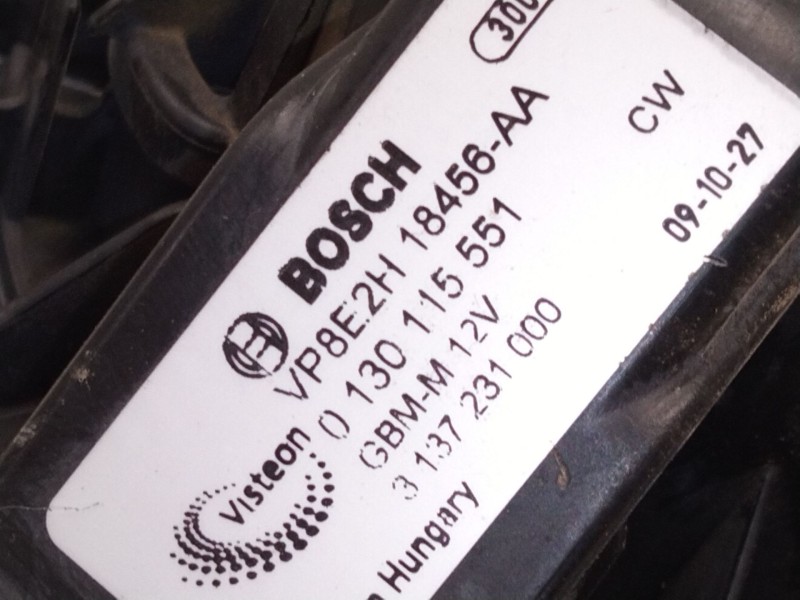 300
CW
09-10-27
BOSCH
VP8E2H 18456-AA
0 130 115 551
GBM-M 12V
3 137 231 000
Visteon
Hungary